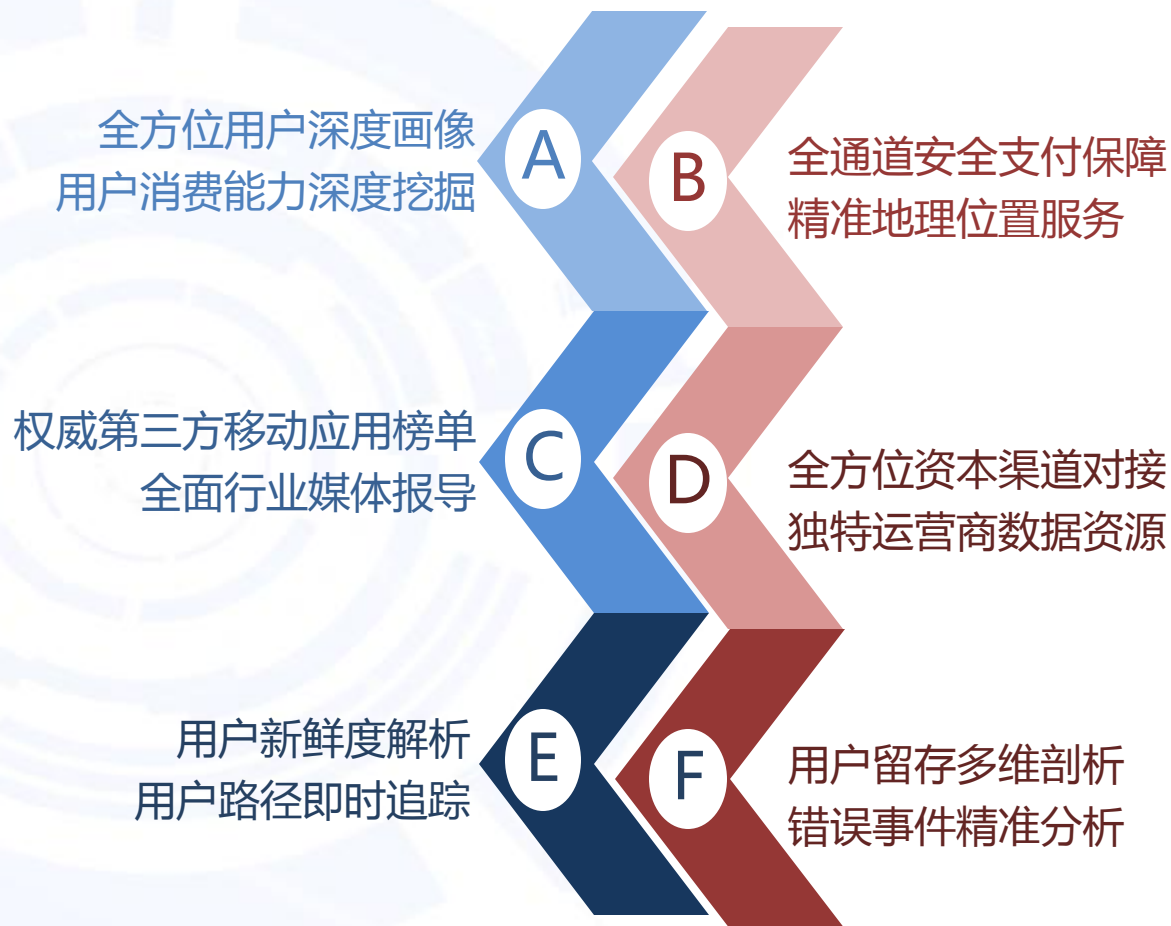 A
全方位用户深度画像
用户消费能力深度挖掘
B
全通道安全支付保障
精准地理位置服务
C
权威第三方移动应用榜单
全面行业媒体报导
D
全方位资本渠道对接
独特运营商数据资源
E
用户新鲜度解析
用户路径即时追踪
F
用户留存多维剖析
错误事件精准分析